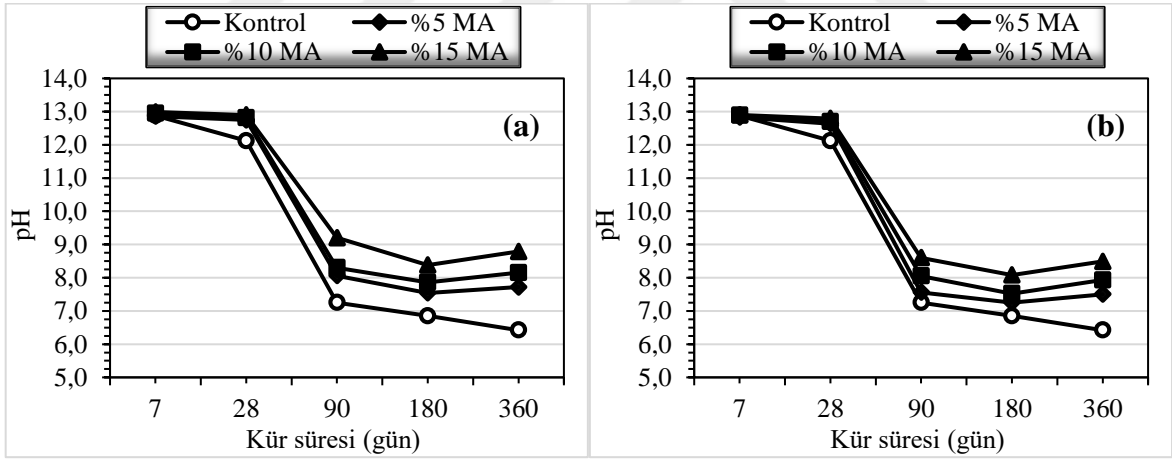 Kontrol %5 MA
%10 MA %15 MA
14,0
13,0
12,0
11,0
10,0
9,0
8,0
7,0
6,0
5,0
pH
(a)
7 28 90 180 360
Kür süresi (gün)
Kontrol %5 MA
%10 MA %15 MA
14,0
13,0
12,0
11,0
10,0
9,0
8,0
7,0
6,0
5,0
pH
(b)
7 28 90 180 360
Kür süresi (gün)